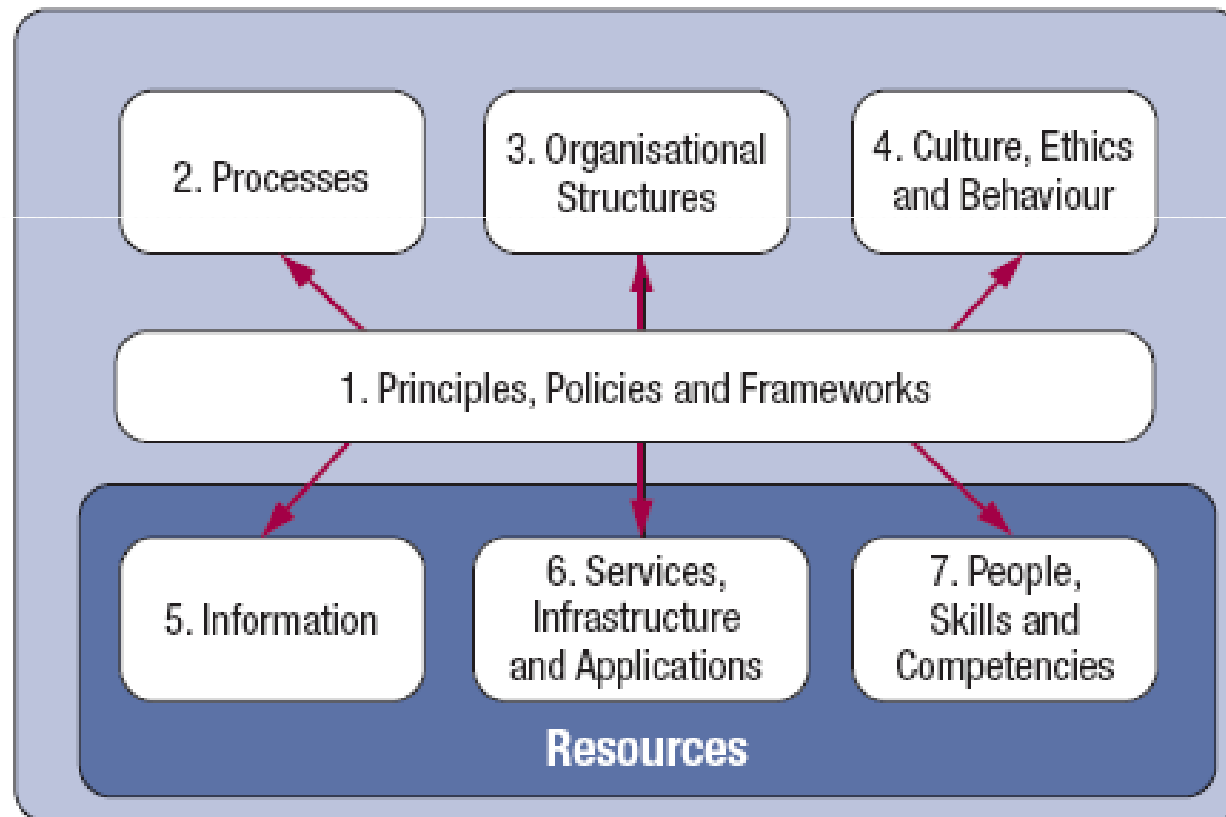 2. Processes
3. Organisational
Structures
4. Culture, Ethics
and Behaviour
1. Principles, Policies and Frameworks
5. Information
6. Services,
Infrastructure
and Applications
7. People,
Skills and
Competencies
Resources